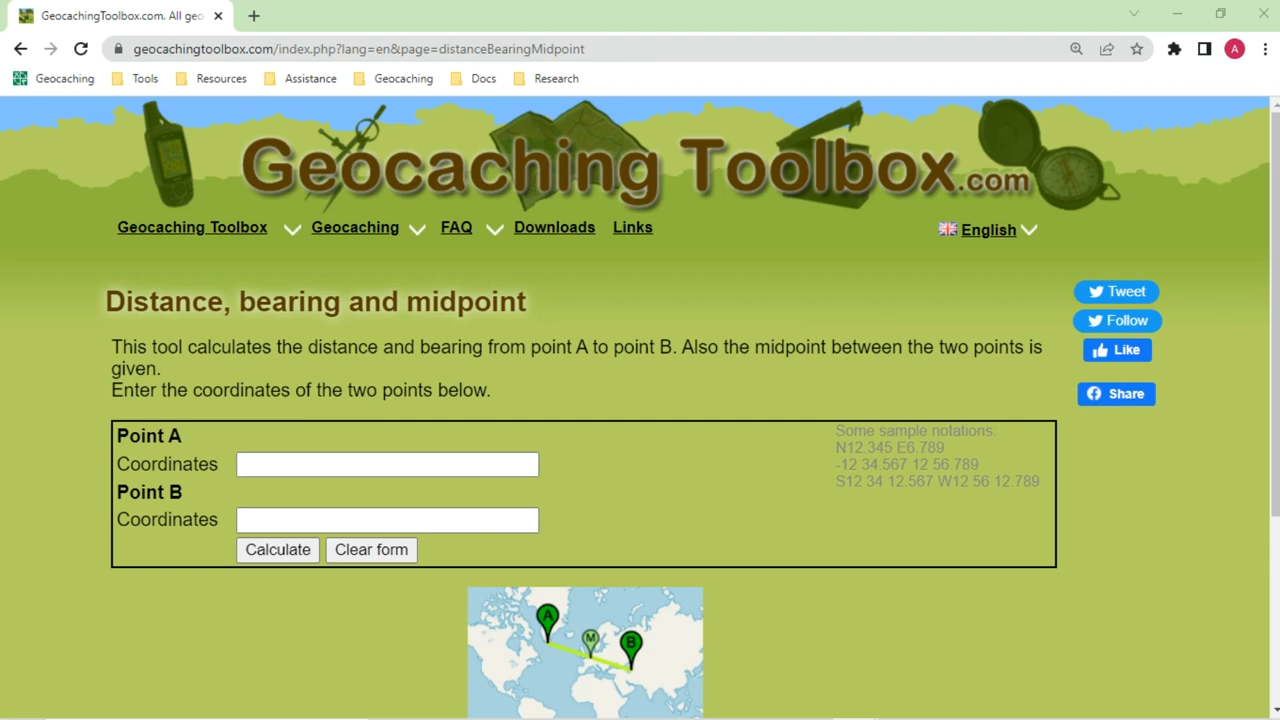 GeocachingToolbox.com. All geo
geocachingtoolbox.com/index.php?lang=en&page=distanceBearingMidpoint
A
Geocaching Tools Resources Assistance Geocaching Docs Research
Geocaching Toolbox.com
Geocaching Toolbox Geocaching FAQ Downloads Links English
Distance, bearing and midpoint
Tweet
Follow
Like
Share
This tool calculates the distance and bearing from point A to point B. Also the midpoint between the two points is
given.
Enter the coordinates of the two points below.
Point A
Coordinates
Point B
Coordinates
Calculate Clear form
Some sample notations:
N12.345 E6.789
-12 34.567 12 56.789
S12 34 12.567 W12 56 12.789
A
M
B